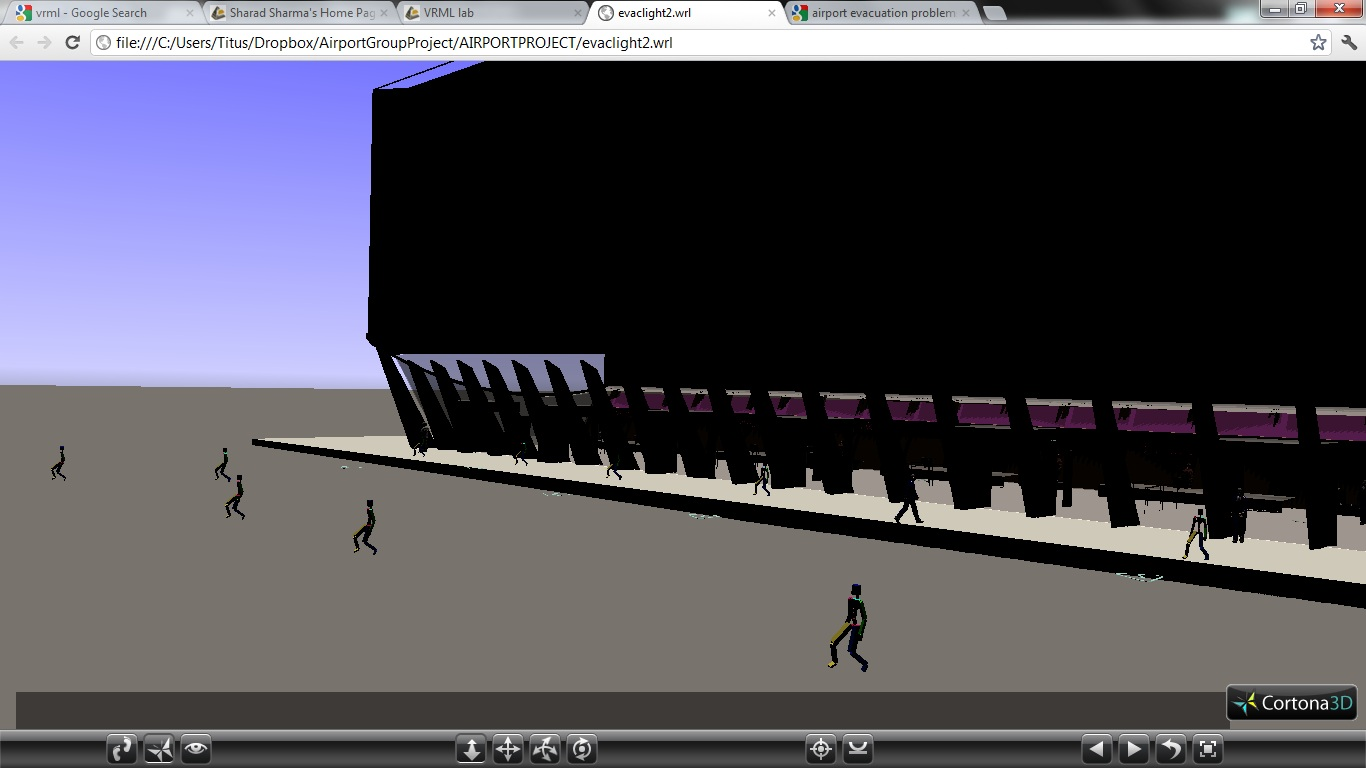 vrml - Google Search
Sharad Sharma's Home Pag
VRML lab
evaclight2.wrl
airport evacuation problem
file:///C:/Users/Titus/Dropbox/AirportGroupProject/AIRPORTPROJECT/evaclight2.wrl
Cortona3D